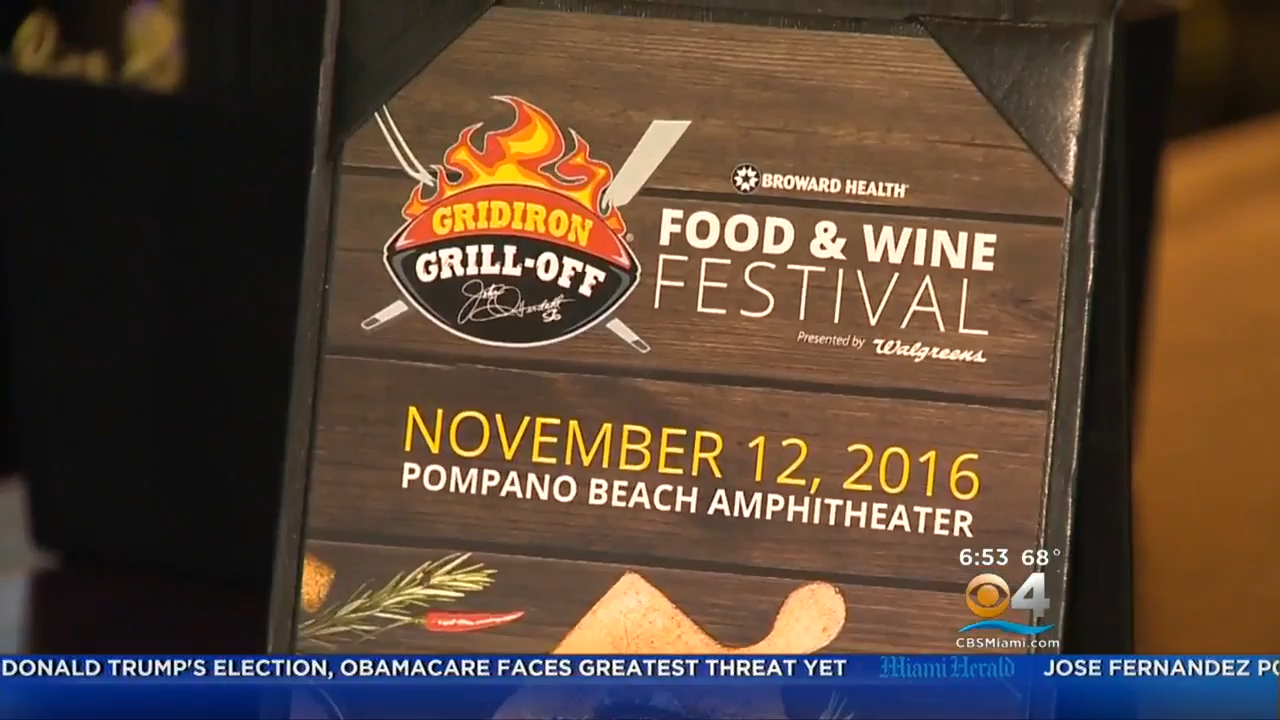 GRIDIRON
GRILL-OFF
56
BROWARD HEALTH
FOOD & WINE
FESTIVAL
Presented by Walgreens
NOVEMBER 12, 2016
POMPANO BEACH AMPHITHEATER
6:53 68°
4
CBSMiami.com
DONALD TRUMP'S ELECTION, OBAMACARE FACES GREATEST THREAT YET Miami Herald JOSE FERNANDEZ